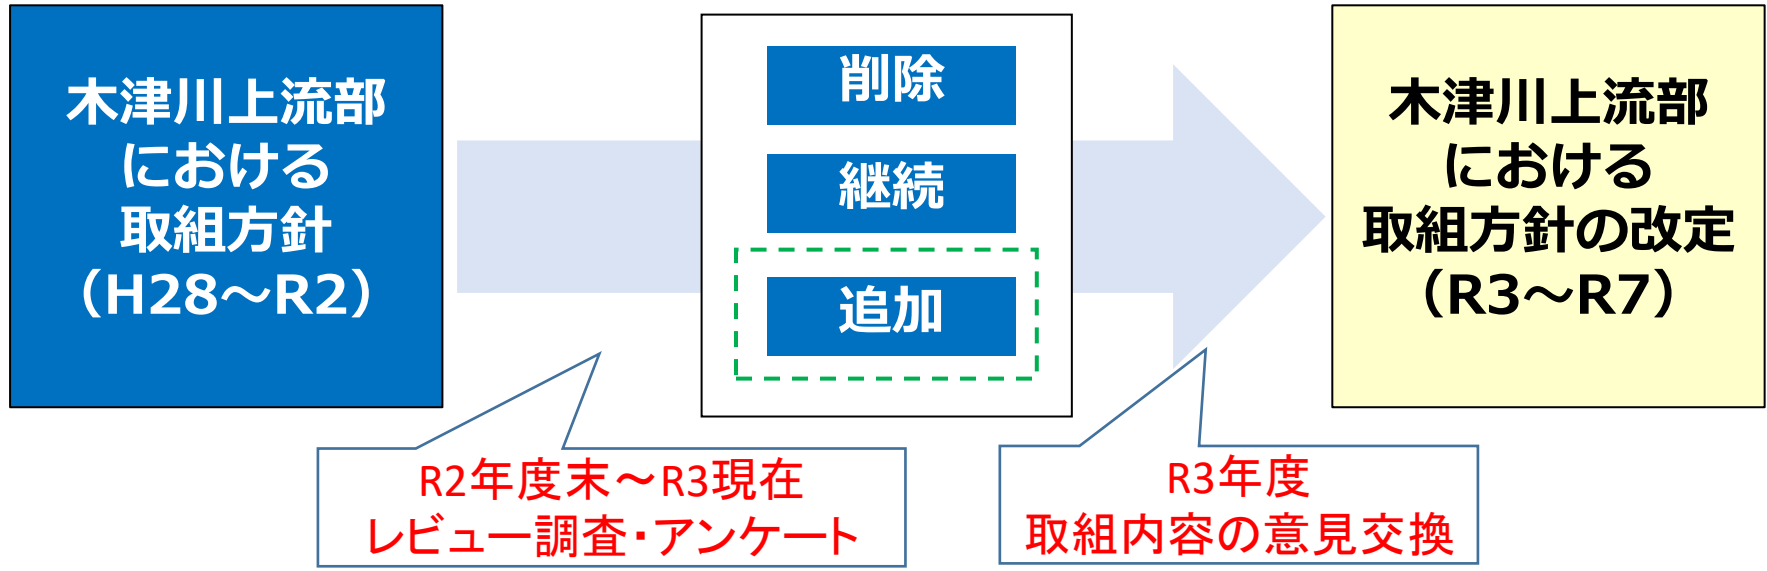 木津川上流部
における
取組方針
（H28～R2）
削除
継続
追加
木津川上流部
における
取組方針の改定
（R3～R7）
R2年度末～R3現在
レビュー調査・アンケート
R3年度
取組内容の意見交換